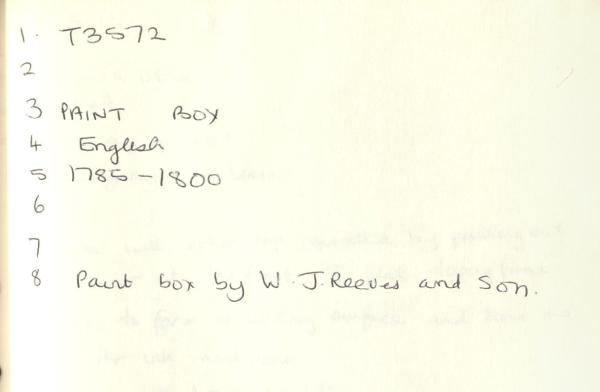 1. T3572
2
3 PAINT BOX
4 English
5 1785-1800
6
7
8 Paint box by W.J.Reeves and Son.